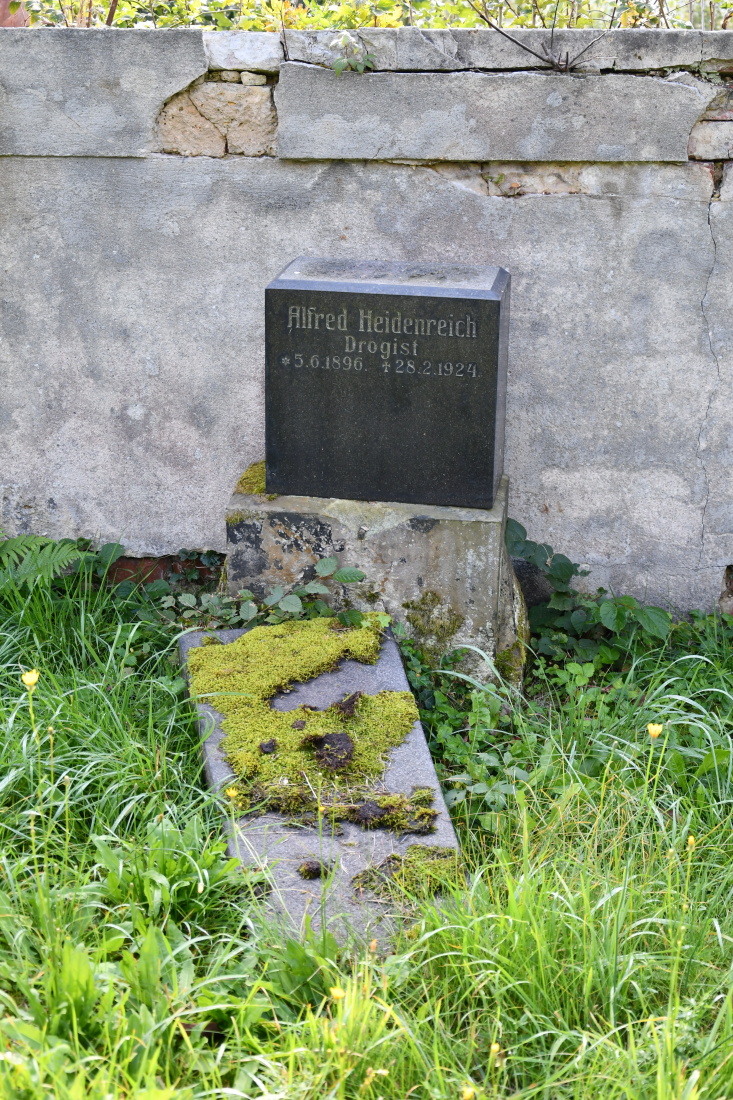 Alfred Heidenreich
Drogist
*5.6.1896. ✝28.2.1924.